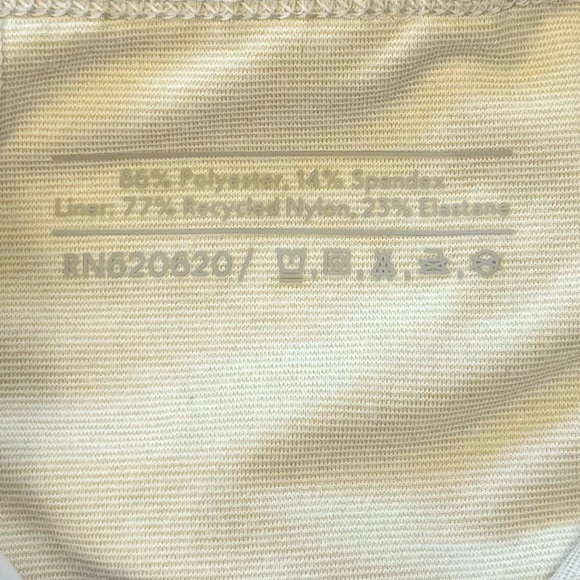 86% Polyester, 14% Spandex
Liner: 77% Recycled Nylon, 23% Elastane
RN620620/